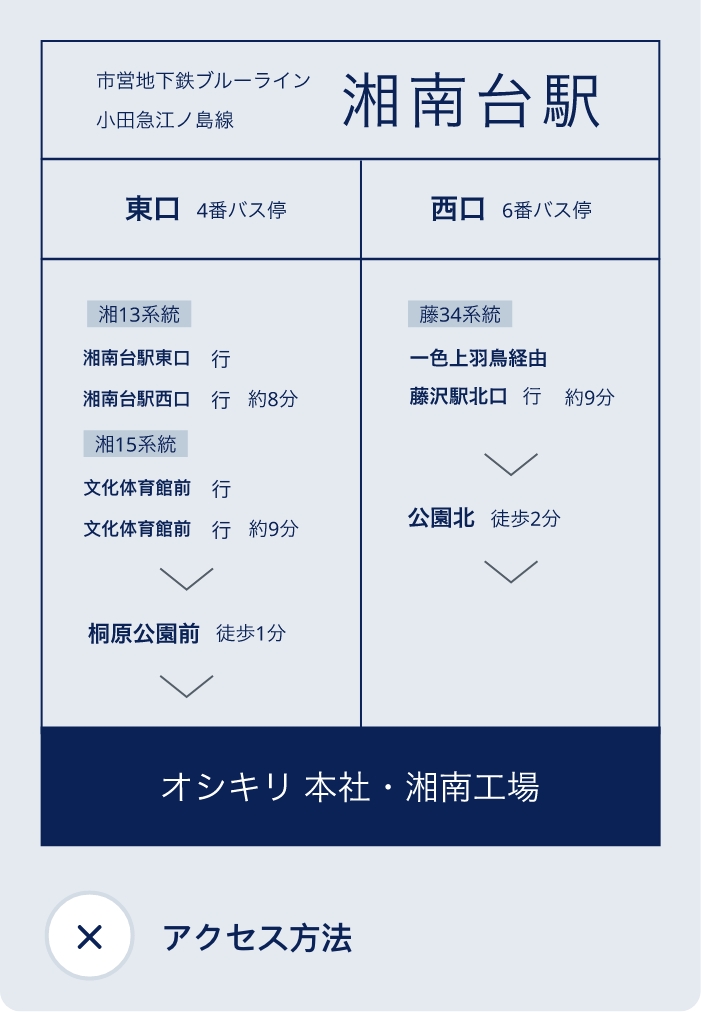 市営地下鉄ブルーライン
小田急江ノ島線
湘南台駅
東口 4番バス停
西口 6番バス停
湘13系統
湘南台駅東口 行
湘南台駅西口 行 約8分
湘15系統
文化体育館前 行
文化体育館前 行 約9分
桐原公園前 徒歩1分
藤34系統
一色上羽鳥経由
藤沢駅北口 行 約9分
公園北 徒歩2分
オシキリ 本社・湘南工場
アクセス方法